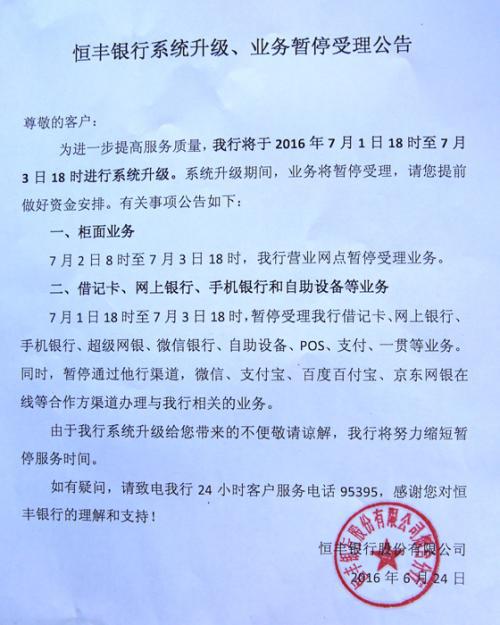 恒丰银行系统升级、业务暂停受理公告
尊敬的客户：
为进一步提高服务质量，我行将于 2016 年 7 月 1 日 18 时至 7 月
3 日 18 时进行系统升级。系统升级期间，业务将暂停受理，请您提前
做好资金安排。有关事项公告如下：
一、柜面业务
7 月 2 日 8 时至 7 月 3 日 18 时，我行营业网点暂停受理业务。
二、借记卡、网上银行、手机银行和自助设备等业务
7 月 1 日 18 时至 7 月 3 日 18 时，暂停受理我行借记卡、网上银行、
手机银行、超级网银、微信银行、自助设备、POS、支付、一贯等业务。
同时，暂停通过他行渠道，微信、支付宝、百度百付宝、京东网银在
线等合作方渠道办理与我行相关的业务。
由于我行系统升级给您带来的不便敬请谅解，我行将努力缩短暂
停服务时间。
如有疑问，请致电我行 24 小时客户服务电话 95395，感谢您对恒
丰银行的理解和支持！
恒丰银行股份有限公司
2016 年 6 月 24 日
恒丰银行股份有限公司